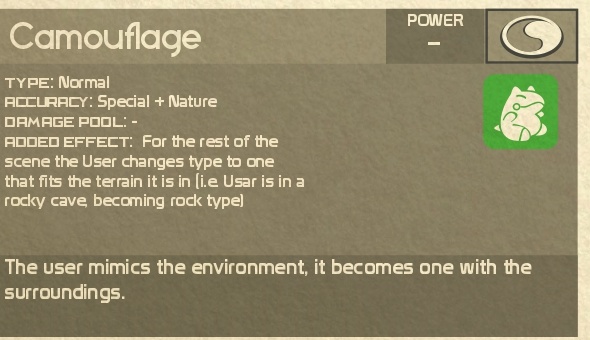 Camouflage
POWER
–
TYPE: Normal
ACCURACY: Special + Nature
DAMAGE POOL: -
ADDED EFFECT: For the rest of the
scene the User changes type to one
that fits the terrain it is in (i.e. Usar is in a
rocky cave, becoming rock type)
The user mimics the environment, it becomes one with the
surroundings.